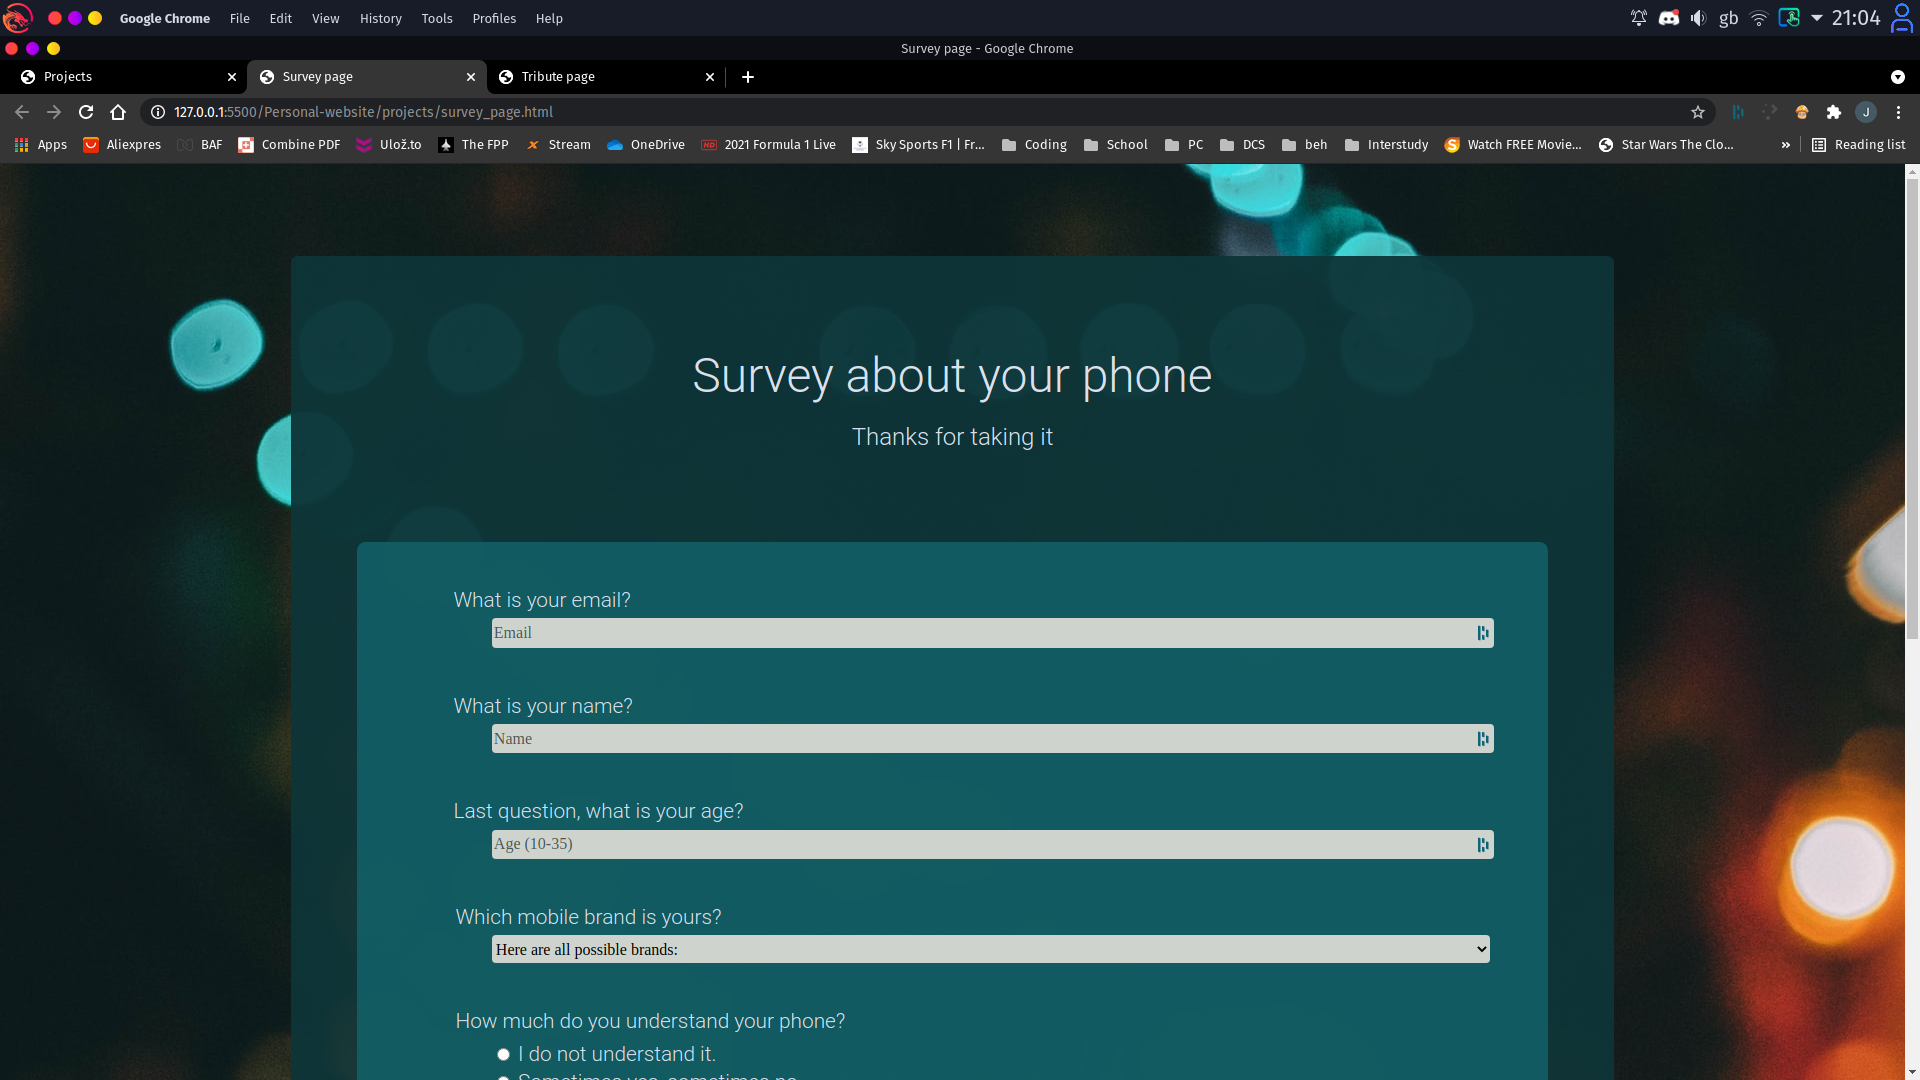 Google Chrome File Edit View History Tools Profiles Help gb 21:04
Survey page - Google Chrome
Projects Survey page Tribute page
127.0.0.1:5500/Personal-website/projects/survey_page.html J
Apps Aliexpres BAF Combine PDF Ulož.to The FPP Stream OneDrive HD 2021 Formula 1 Live Sky Sports F1 | Fr... Coding School PC DCS beh Interstudy Watch FREE Movie... Star Wars The Clo... » Reading list
Survey about your phone
Thanks for taking it
What is your email?
Email
What is your name?
Name
Last question, what is your age?
Age (10-35)
Which mobile brand is yours?
Here are all possible brands:
How much do you understand your phone?
I do not understand it.
Sometimes yes, sometimes no